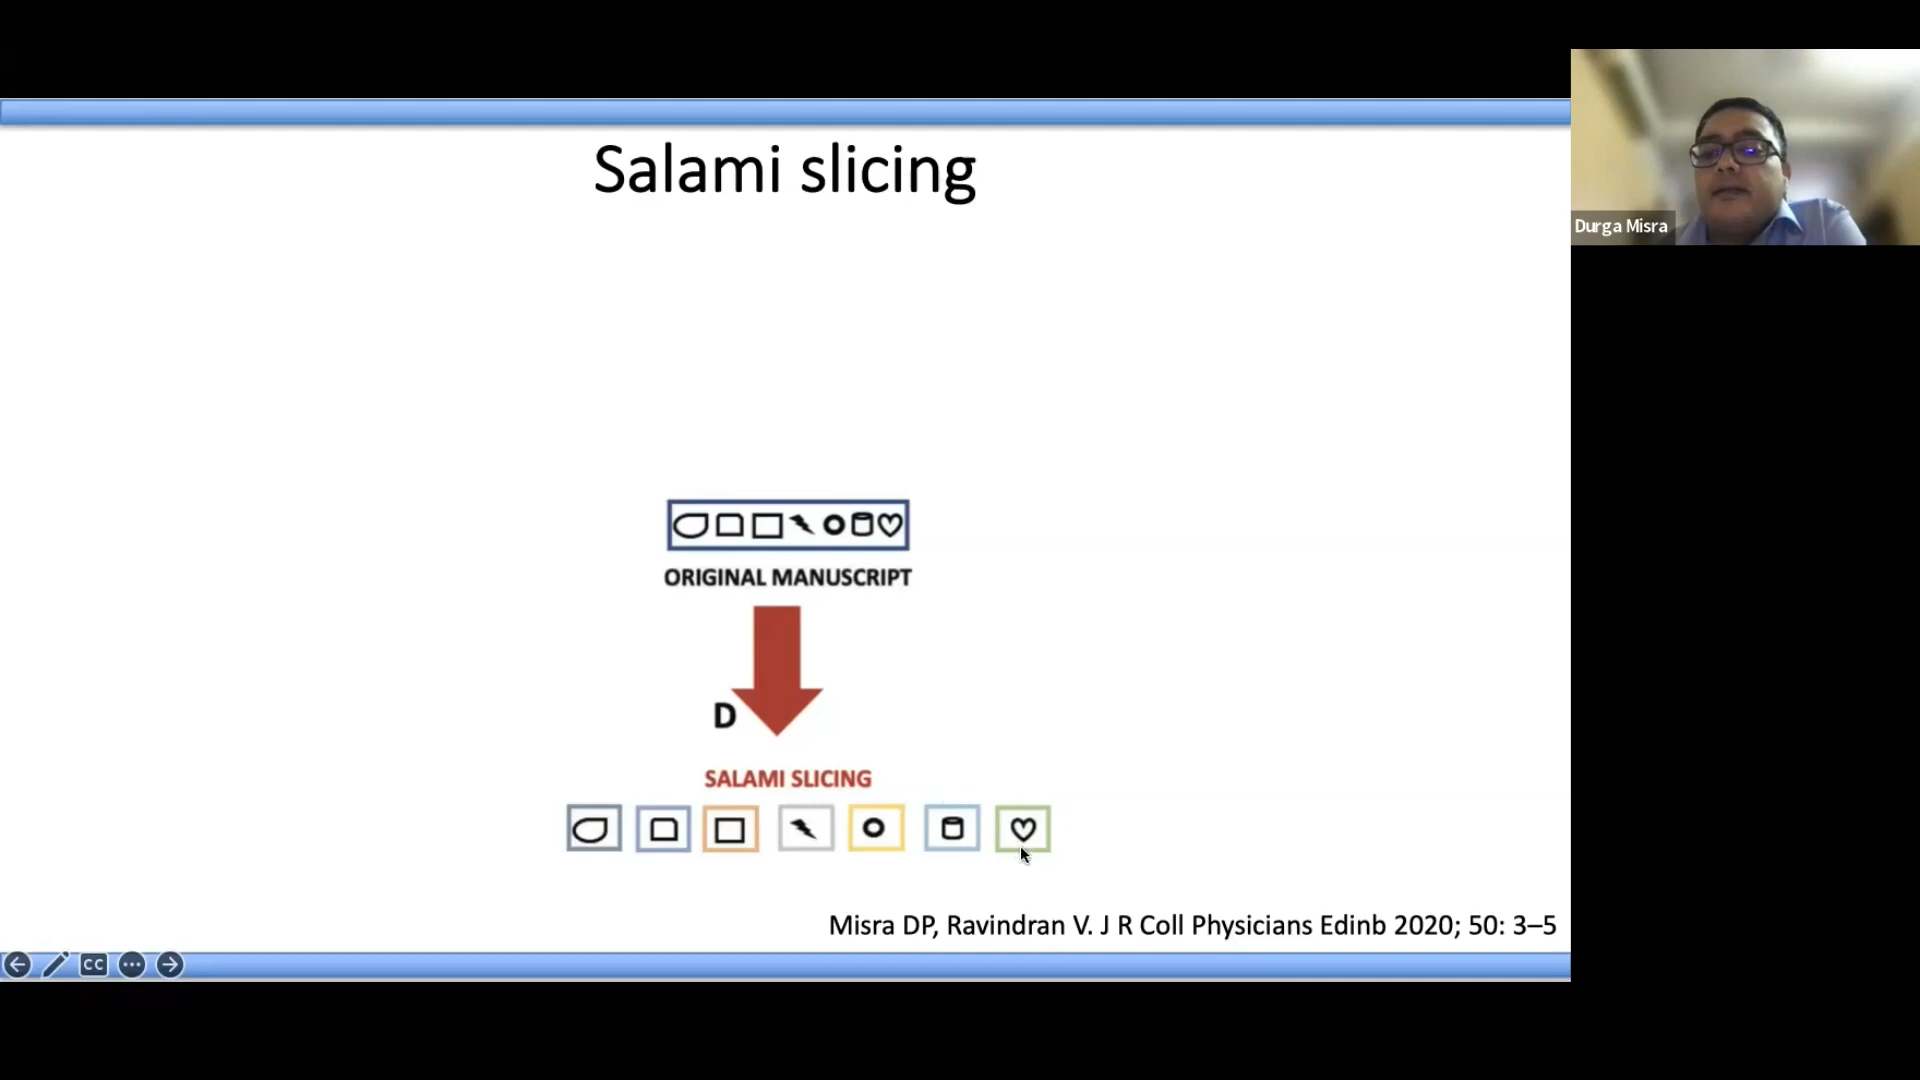 Salami slicing
Durga Misra
ORIGINAL MANUSCRIPT
D
SALAMI SLICING
Misra DP, Ravindran V. J R Coll Physicians Edinb 2020; 50: 3–5
CC